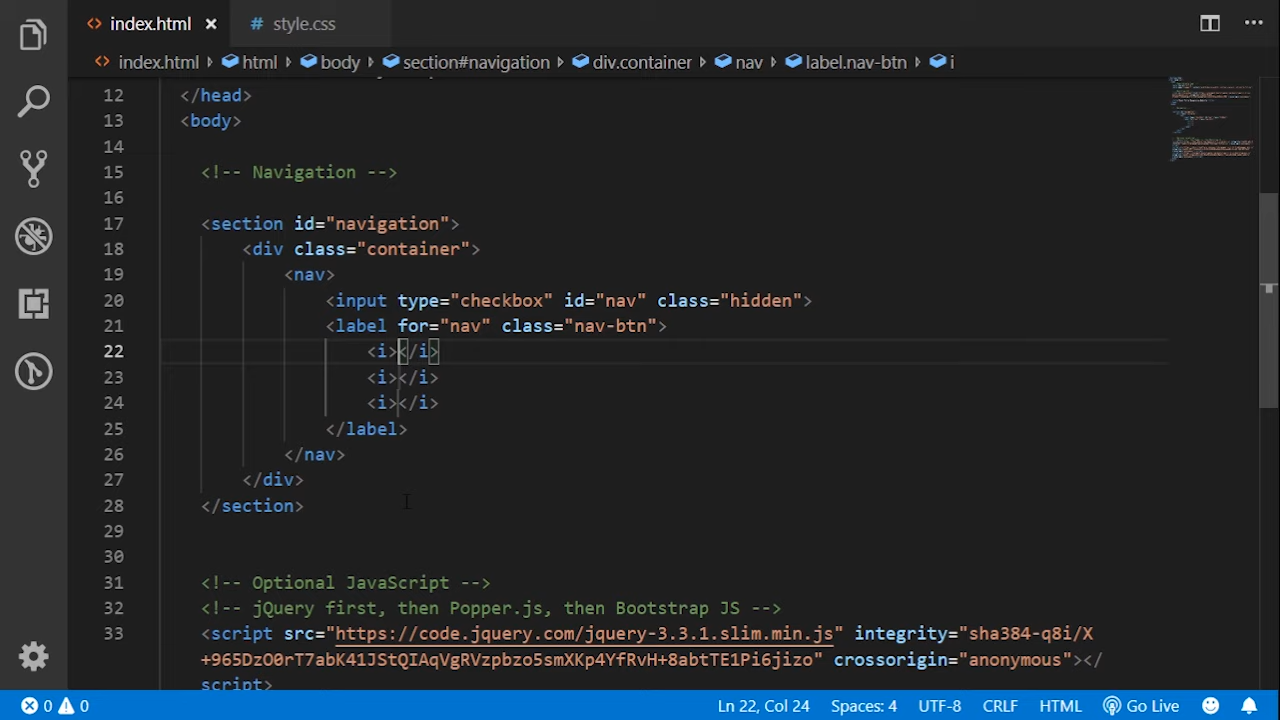 index.html × # style.css
index.html html body section#navigation div.container nav label.nav-btn i
12 </head>
13 <body>
14
15 <!-- Navigation -->
16
17 <section id="navigation">
18 <div class="container">
19 <nav>
20 <input type="checkbox" id="nav" class="hidden">
21 <label for="nav" class="nav-btn">
22 <i></i>
23 <i></i>
24 <i></i>
25 </label>
26 </nav>
27 </div>
28 </section>
29
30
31 <!-- Optional JavaScript -->
32 <!-- jQuery first, then Popper.js, then Bootstrap JS -->
33 <script src="https://code.jquery.com/jquery-3.3.1.slim.min.js" integrity="sha384-q8i/X
+965DzO0rT7abK41JStQIAqVgRVzpbzo5smXKp4YfRvH+8abtTE1Pi6jizo" crossorigin="anonymous"></
script>
0 0 Ln 22, Col 24 Spaces: 4 UTF-8 CRLF HTML Go Live